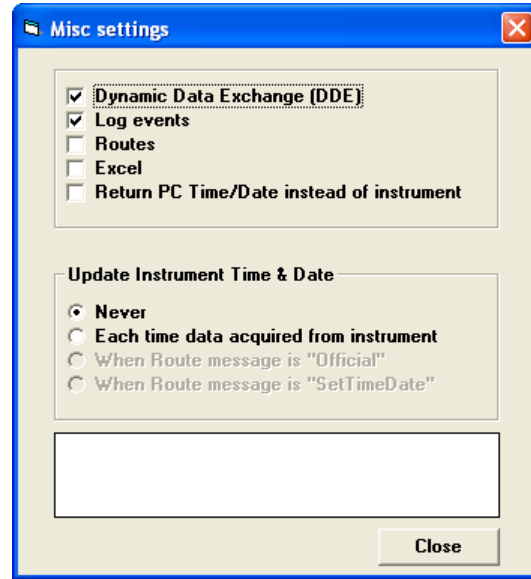 Misc settings
Dynamic Data Exchange (DDE)
Log events
Routes
Excel
Return PC Time/Date instead of instrument
Update Instrument Time & Date
Never
Each time data acquired from instrument
When Route message is "Official"
When Route message is "SetTimeDate"
Close